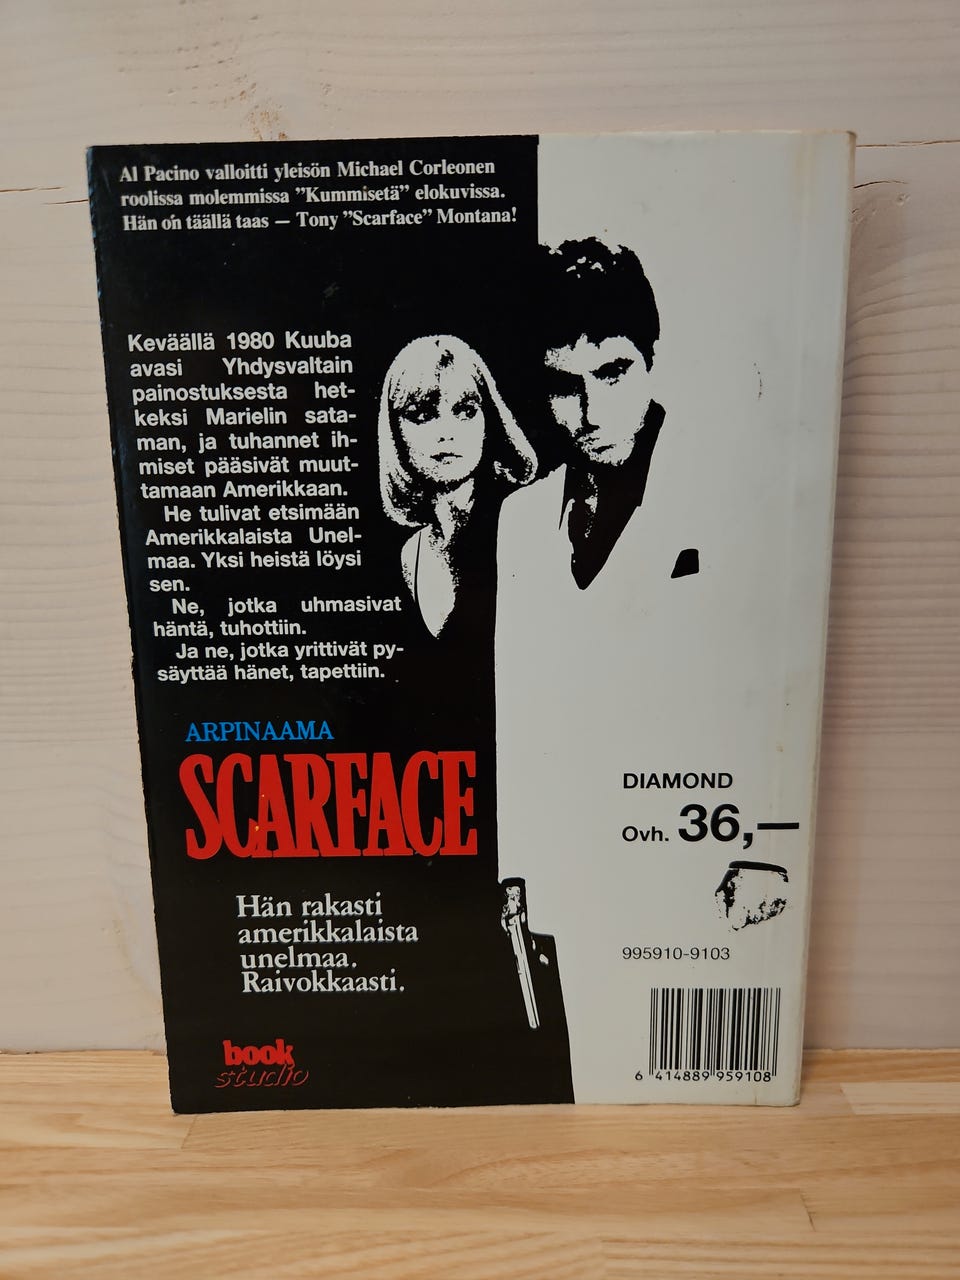 Al Pacino valloitti yleisön Michael Corleonen
roolissa molemmissa ”Kummisetä” elokuvissa.
Hän on täällä taas — Tony ”Scarface” Montana!
Keväällä 1980 Kuuba
avasi Yhdysvaltain
painostuksesta het-
keksi Marielin sata-
man, ja tuhannet ih-
miset pääsivät muut-
tamaan Amerikkaan.
He tulivat etsimään
Amerikkalaista Unel-
maa. Yksi heistä löysi
sen.
Ne, jotka uhmasivat
häntä, tuhottiin.
Ja ne, jotka yrittivät py-
säyttää hänet, tapettiin.
ARPINAAMA
SCARFACE
Hän rakasti
amerikkalaista
unelmaa.
Raivokkaasti.
book
studio
DIAMOND
Ovh. 36,—
995910-9103
6 414889 959108